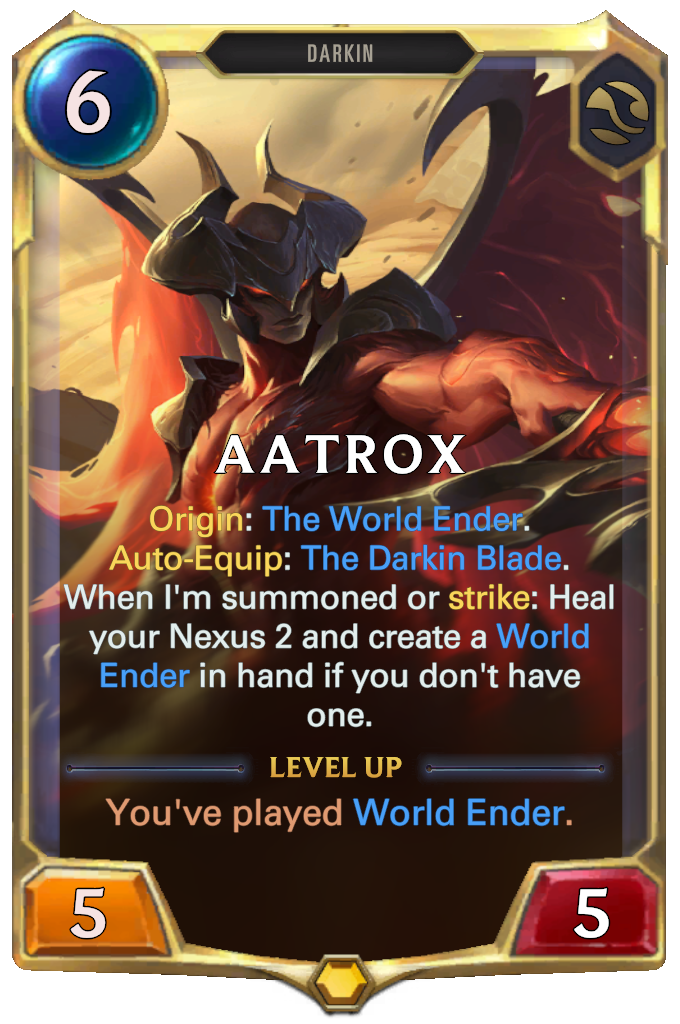 DARKIN
6
AATROX
Origin: The World Ender.
Auto-Equip: The Darkin Blade.
When I'm summoned or strike: Heal
your Nexus 2 and create a World
Ender in hand if you don't have
one.
LEVEL UP
You've played World Ender.
5
5